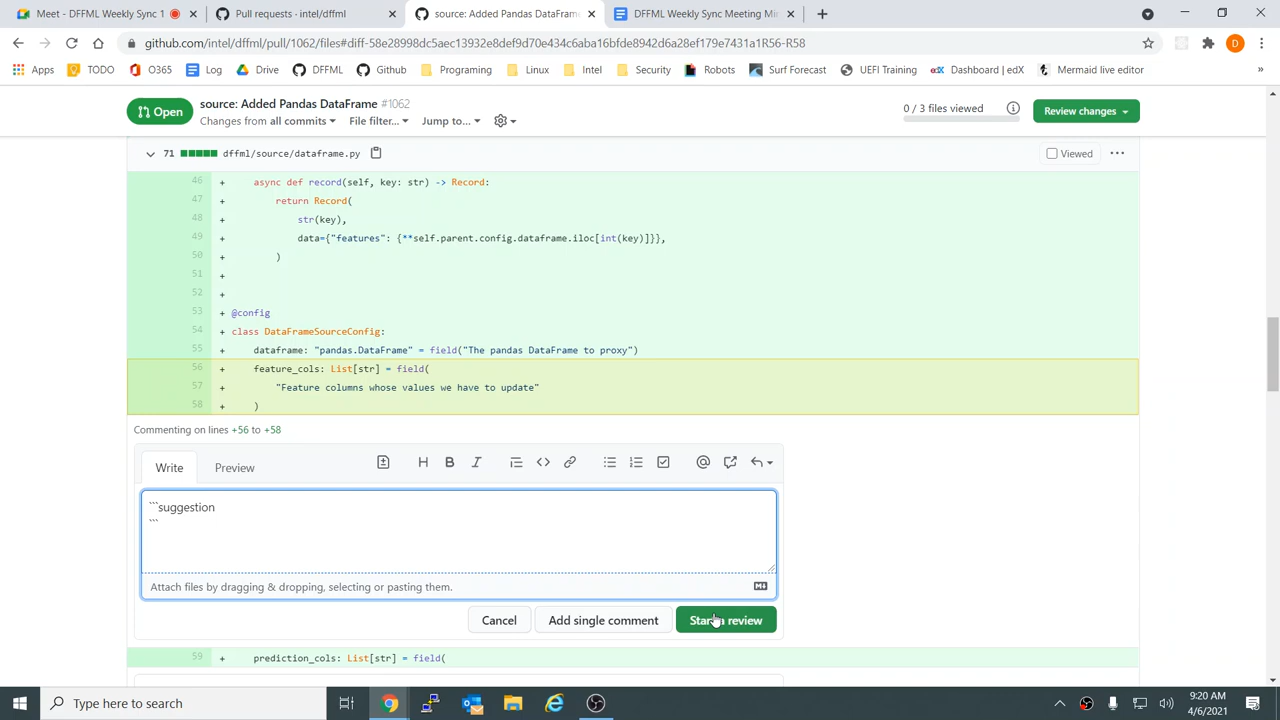 Meet - DFFML Weekly Sync 1
Pull requests · intel/dffml
source: Added Pandas DataFrame
DFFML Weekly Sync Meeting Mi
github.com/intel/dffml/pull/1062/files#diff-58e28998dc5aec13932e8def9d70e434c6aba16bfde8942d6a28ef179e7431a1R56-R58
D
Apps
TODO
O365
Log
Drive
DFFML
Github
Programing
Linux
Intel
Security
Robots
Surf Forecast
UEFI Training
Dashboard | edX
Mermaid live editor
»
Open
source: Added Pandas DataFrame #1062
Changes from all commits
File filter...
Jump to...
0 / 3 files viewed
Review changes
71 dffml/source/dataframe.py
Viewed
46 + async def record(self, key: str) -> Record:
47 + return Record(
48 + str(key),
49 + data={"features": {**self.parent.config.dataframe.iloc[int(key)]}},
50 + )
51 +
52 +
53 + @config
54 + class DataFrameSourceConfig:
55 + dataframe: "pandas.DataFrame" = field("The pandas DataFrame to proxy")
56 + feature_cols: List[str] = field(
57 + "Feature columns whose values we have to update"
58 + )
Commenting on lines +56 to +58
Write
Preview
```suggestion
```
Attach files by dragging & dropping, selecting or pasting them.
Cancel
Add single comment
Start a review
59 + prediction_cols: List[str] = field(
Type here to search
9:20 AM
4/6/2021